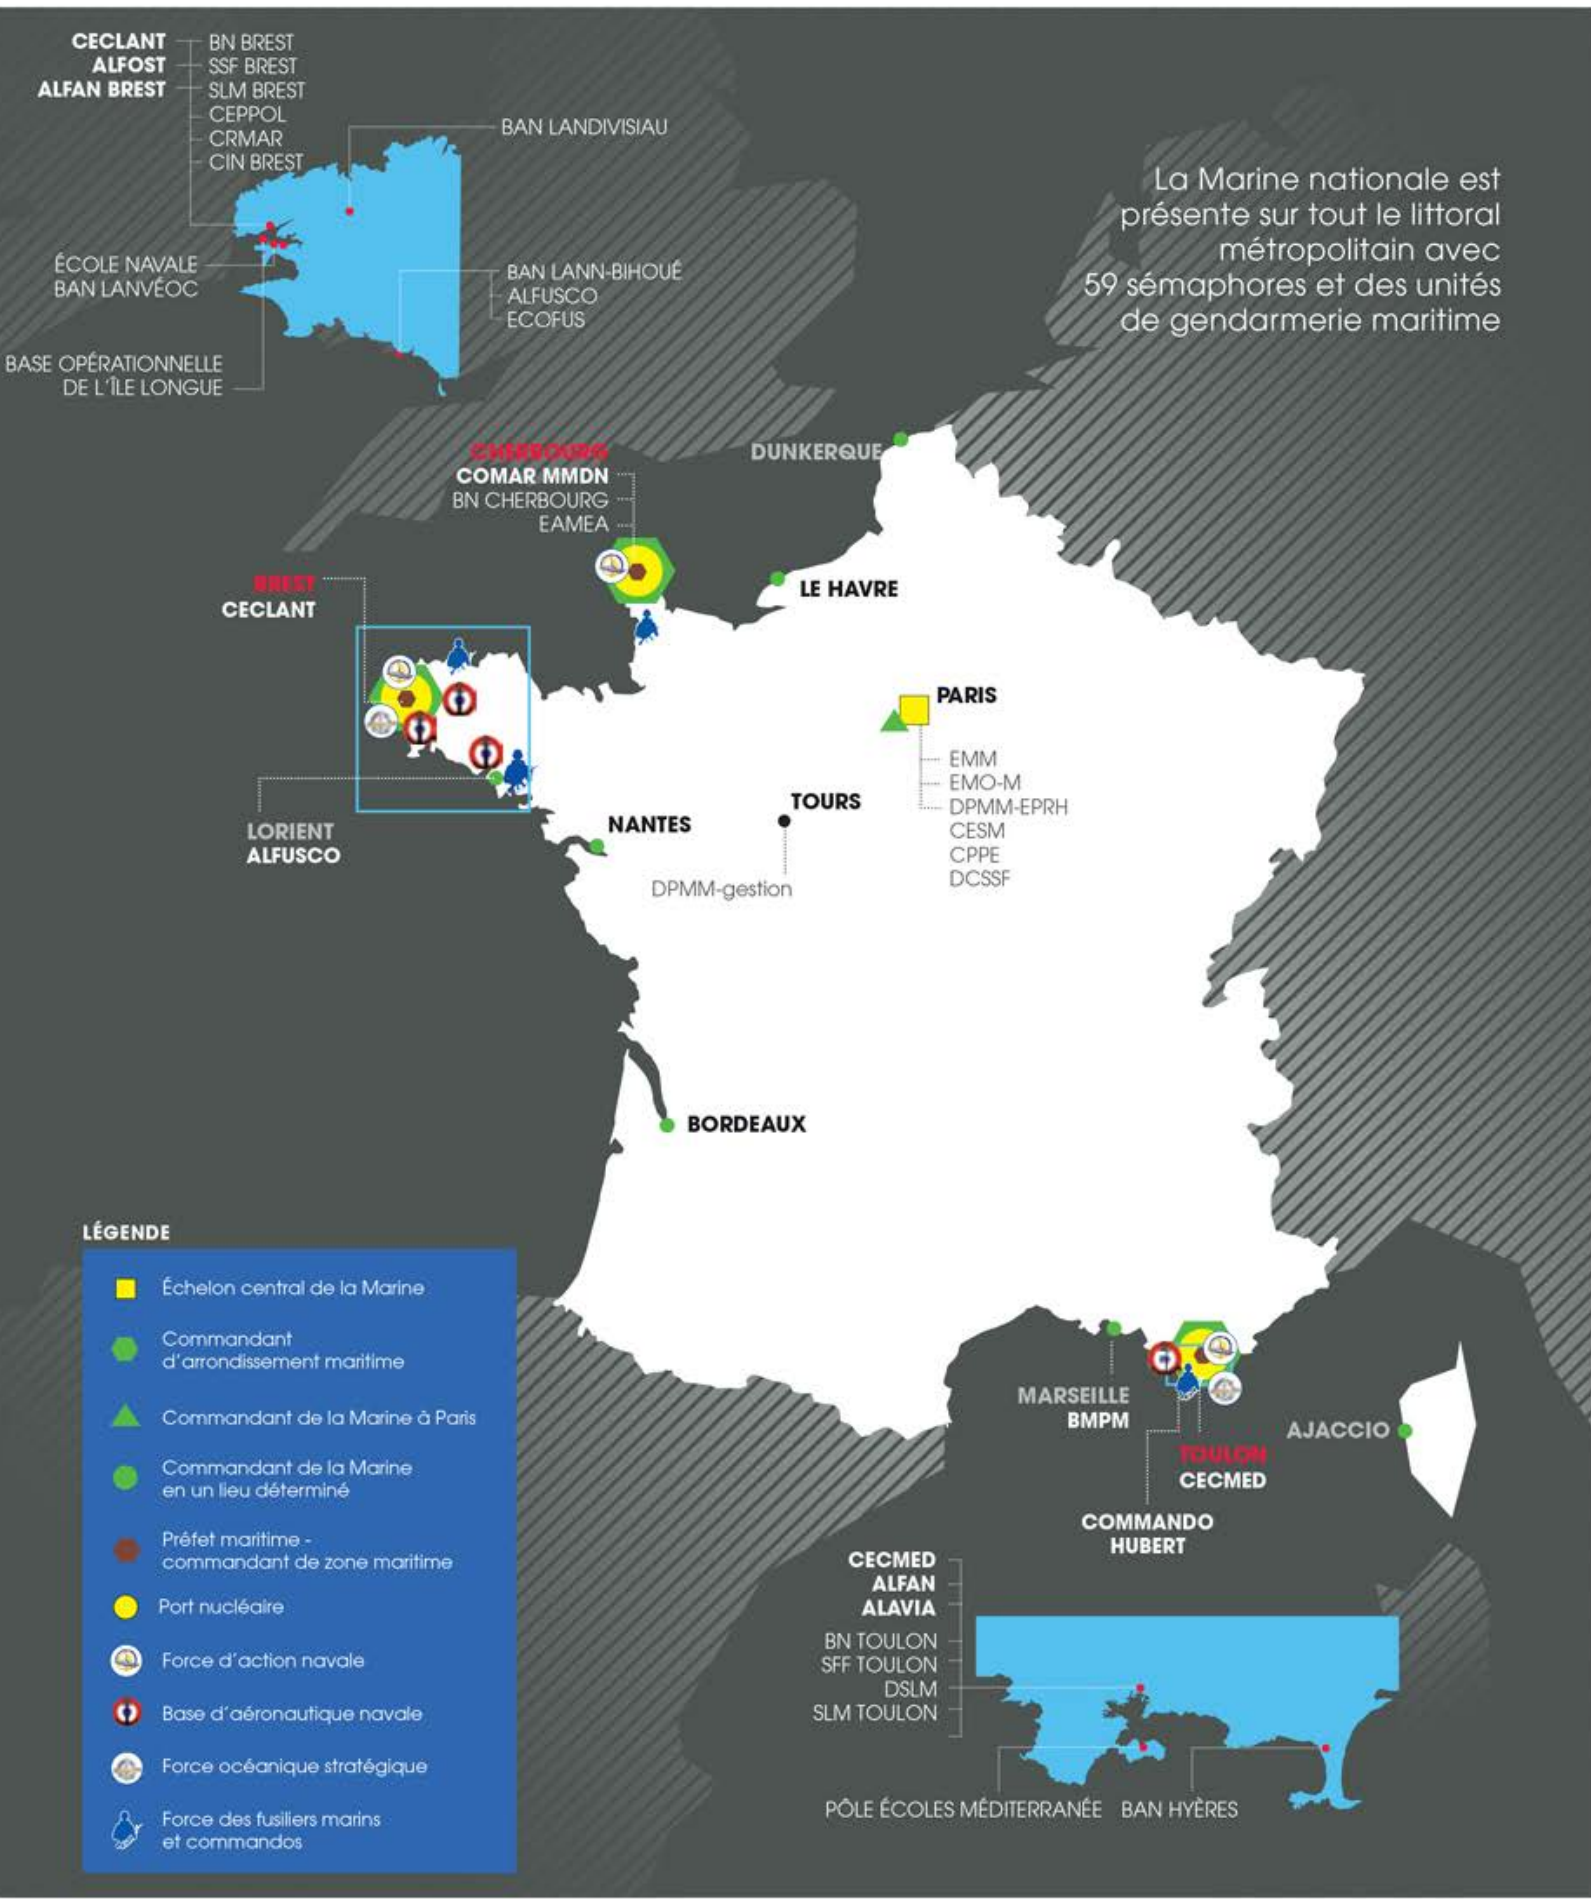 CECLANT
ALFOST
ALFAN BREST
BN BREST
SSF BREST
SLM BREST
CEPPOL
CRMAR
CIN BREST
BAN LANDIVISIAU
ÉCOLE NAVALE
BAN LANVÉOC
BAN LANN-BIHOUÉ
ALFUSCO
ECOFUS
BASE OPÉRATIONNELLE
DE L'ÎLE LONGUE
La Marine nationale est
présente sur tout le littoral
métropolitain avec
59 sémaphores et des unités
de gendarmerie maritime
CHERBOURG
COMAR MMDN
BN CHERBOURG
EAMEA
DUNKERQUE
LE HAVRE
BREST
CECLANT
PARIS
EMM
EMO-M
DPMM-EPRH
CESM
CPPE
DCSSF
TOURS
DPMM-gestion
LORIENT
ALFUSCO
NANTES
BORDEAUX
MARSEILLE
BMPM
TOULON
CECMED
AJACCIO
COMMANDO
HUBERT
CECMED
ALFAN
ALAVIA
BN TOULON
SFF TOULON
DSLM
SLM TOULON
PÔLE ÉCOLES MÉDITERRANÉE
BAN HYÈRES
LÉGENDE
Échelon central de la Marine
Commandant
d'arrondissement maritime
Commandant de la Marine à Paris
Commandant de la Marine
en un lieu déterminé
Préfet maritime -
commandant de zone maritime
Port nucléaire
Force d'action navale
Base d'aéronautique navale
Force océanique stratégique
Force des fusiliers marins
et commandos